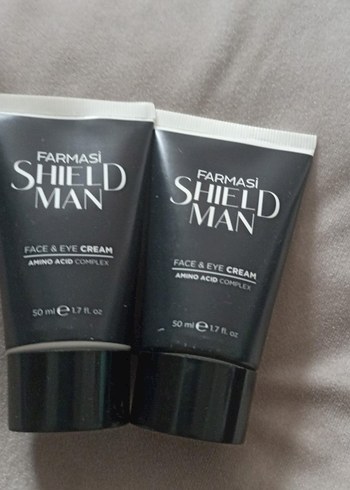 FARMASİ
SHIELD
MAN
FACE & EYE CREAM
AMINO ACID COMPLEX
50 ml ℮ 1.7 fl. oz
FARMASİ
SHIELD
MAN
FACE & EYE CREAM
AMINO ACID COMPLEX
50 ml ℮ 1.7 fl. oz